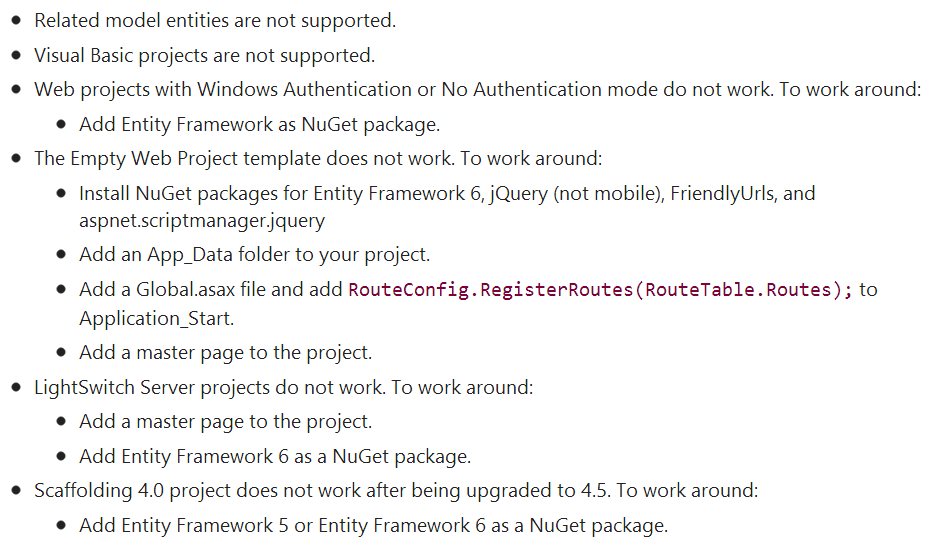 Related model entities are not supported.
Visual Basic projects are not supported.
Web projects with Windows Authentication or No Authentication mode do not work. To work around:
Add Entity Framework as NuGet package.
The Empty Web Project template does not work. To work around:
Install NuGet packages for Entity Framework 6, jQuery (not mobile), FriendlyUrls, and
aspnet.scriptmanager.jquery
Add an App_Data folder to your project.
Add a Global.asax file and add RouteConfig.RegisterRoutes(RouteTable.Routes); to
Application_Start.
Add a master page to the project.
LightSwitch Server projects do not work. To work around:
Add a master page to the project.
Add Entity Framework 6 as a NuGet package.
Scaffolding 4.0 project does not work after being upgraded to 4.5. To work around:
Add Entity Framework 5 or Entity Framework 6 as a NuGet package.